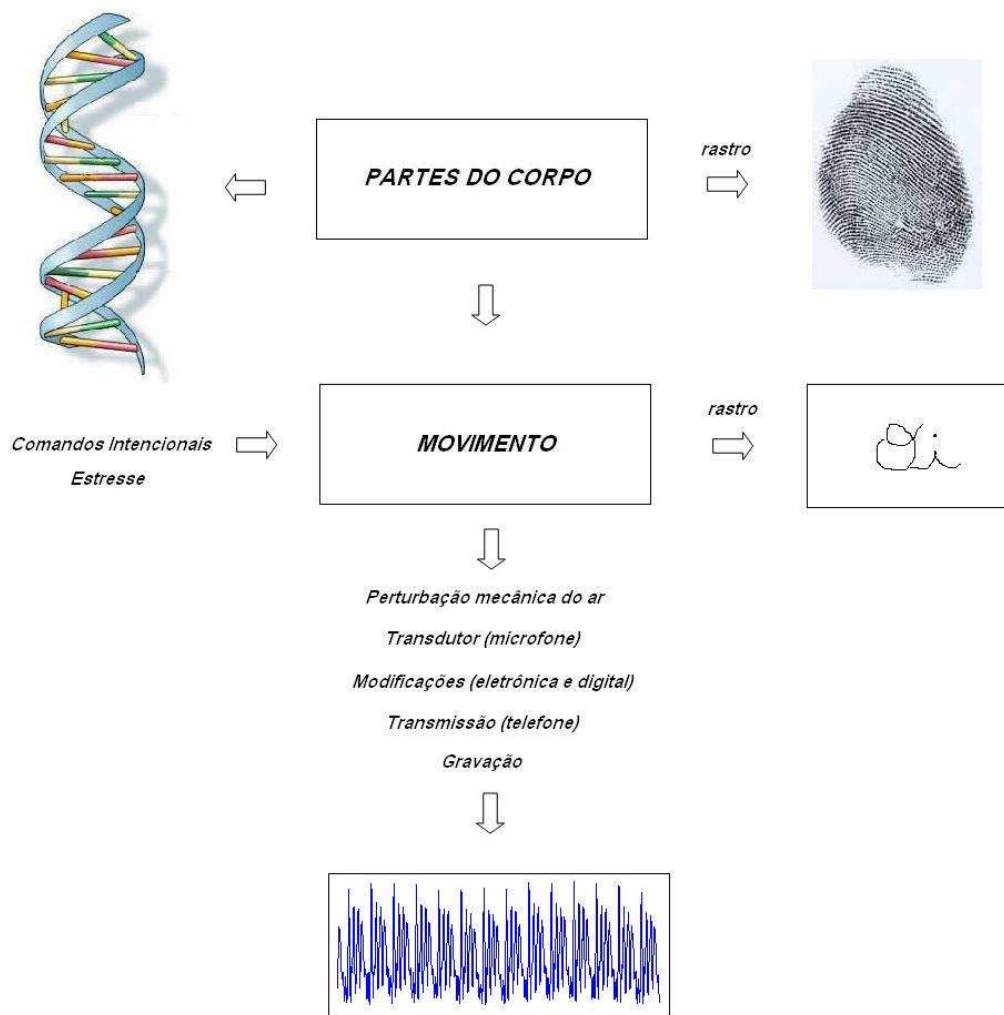 rastro
PARTES DO CORPO
rastro
Comandos Intencionais
Estresse
MOVIMENTO
Oi
Perturbação mecânica do ar
Transdutor (microfone)
Modificações (eletrônica e digital)
Transmissão (telefone)
Gravação